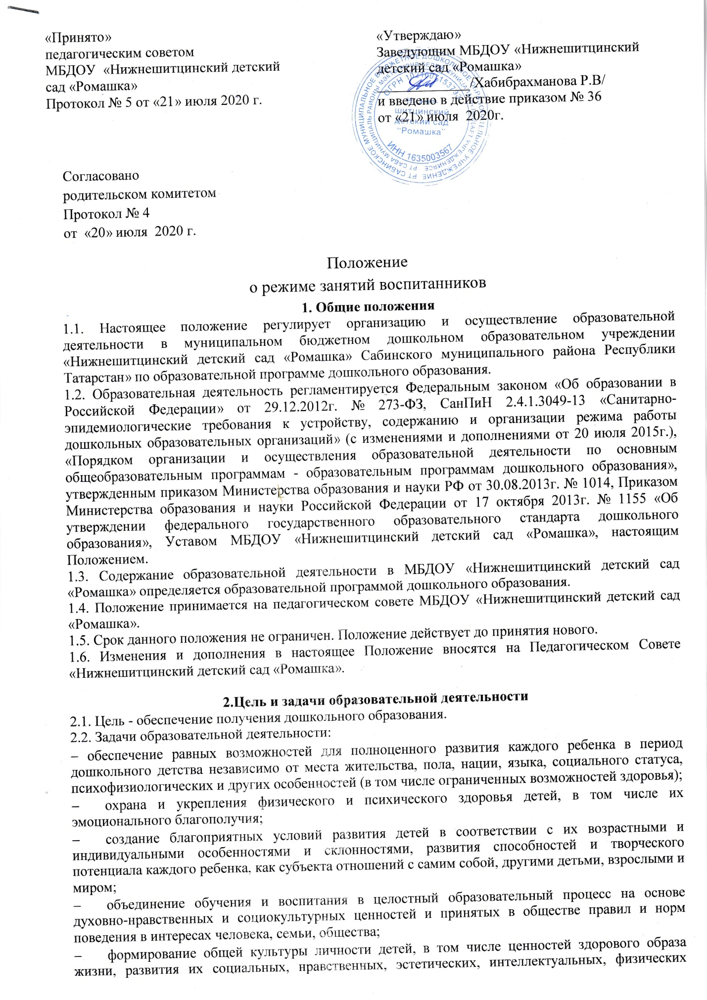 «Принято»
педагогическим советом
МБДОУ «Нижнешитцинский детский
сад «Ромашка»
Протокол № 5 от «21» июля 2020 г.
«Утверждаю»
Заведующим МБДОУ «Нижнешитцинский
детский сад «Ромашка»
/Хабибрахманова Р.В/
и введено в действие приказом № 36
от «21» июля 2020г.
шитцинский
детский сад
"Ромашка"
ИНН 1635003567
Согласовано
родительском комитетом
Протокол № 4
от «20» июля 2020 г.
Положение
о режиме занятий воспитанников
1. Общие положения
1.1. Настоящее положение регулирует организацию и осуществление образовательной
деятельности в муниципальном бюджетном дошкольном образовательном учреждении
«Нижнешитцинский детский сад «Ромашка» Сабинского муниципального района Республики
Татарстан» по образовательной программе дошкольного образования.
1.2. Образовательная деятельность регламентируется Федеральным законом «Об образовании в
Российской Федерации» от 29.12.2012г. № 273-ФЗ, СанПиН 2.4.1.3049-13 «Санитарно-
эпидемиологические требования к устройству, содержанию и организации режима работы
дошкольных образовательных организаций» (с изменениями и дополнениями от 20 июля 2015г.),
«Порядком организации и осуществления образовательной деятельности по основным
общеобразовательным программам - образовательным программам дошкольного образования»,
утвержденным приказом Министерства образования и науки РФ от 30.08.2013г. № 1014, Приказом
Министерства образования и науки Российской Федерации от 17 октября 2013г. № 1155 «Об
утверждении федерального государственного образовательного стандарта дошкольного
образования», Уставом МБДОУ «Нижнешитцинский детский сад «Ромашка», настоящим
Положением.
1.3. Содержание образовательной деятельности в МБДОУ «Нижнешитцинский детский сад
«Ромашка» определяется образовательной программой дошкольного образования.
1.4. Положение принимается на педагогическом совете МБДОУ «Нижнешитцинский детский сад
«Ромашка».
1.5. Срок данного положения не ограничен. Положение действует до принятия нового.
1.6. Изменения и дополнения в настоящее Положение вносятся на Педагогическом Совете
«Нижнешитцинский детский сад «Ромашка».
2.Цель и задачи образовательной деятельности
2.1. Цель - обеспечение получения дошкольного образования.
2.2. Задачи образовательной деятельности:
– обеспечение равных возможностей для полноценного развития каждого ребенка в период
дошкольного детства независимо от места жительства, пола, нации, языка, социального статуса,
психофизиологических и других особенностей (в том числе ограниченных возможностей здоровья);
– охрана и укрепления физического и психического здоровья детей, в том числе их
эмоционального благополучия;
– создание благоприятных условий развития детей в соответствии с их возрастными и
индивидуальными особенностями и склонностями, развития способностей и творческого
потенциала каждого ребенка, как субъекта отношений с самим собой, другими детьми, взрослыми и
миром;
– объединение обучения и воспитания в целостный образовательный процесс на основе
духовно-нравственных и социокультурных ценностей и принятых в обществе правил и норм
поведения в интересах человека, семьи, общества;
– формирование общей культуры личности детей, в том числе ценностей здорового образа
жизни, развития их социальных, нравственных, эстетических, интеллектуальных, физических